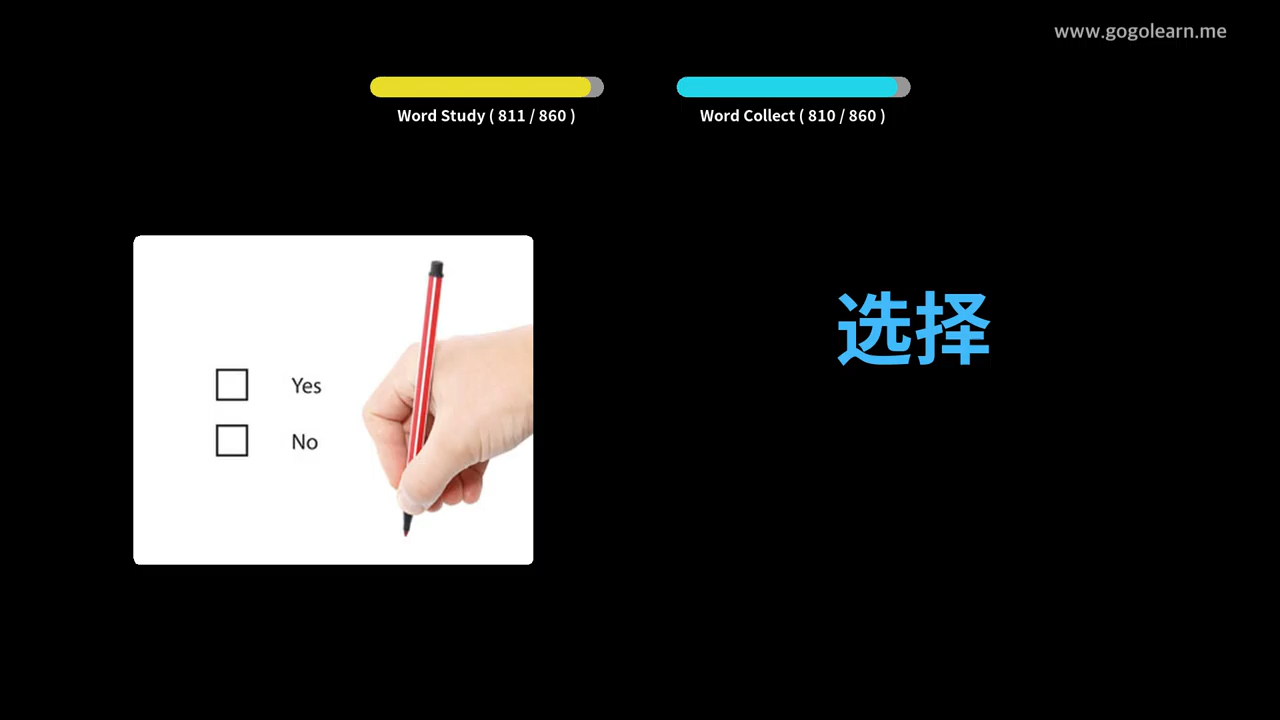 www.gogolearn.me
Word Study ( 811 / 860 )
Word Collect ( 810 / 860 )
选择
Yes
No